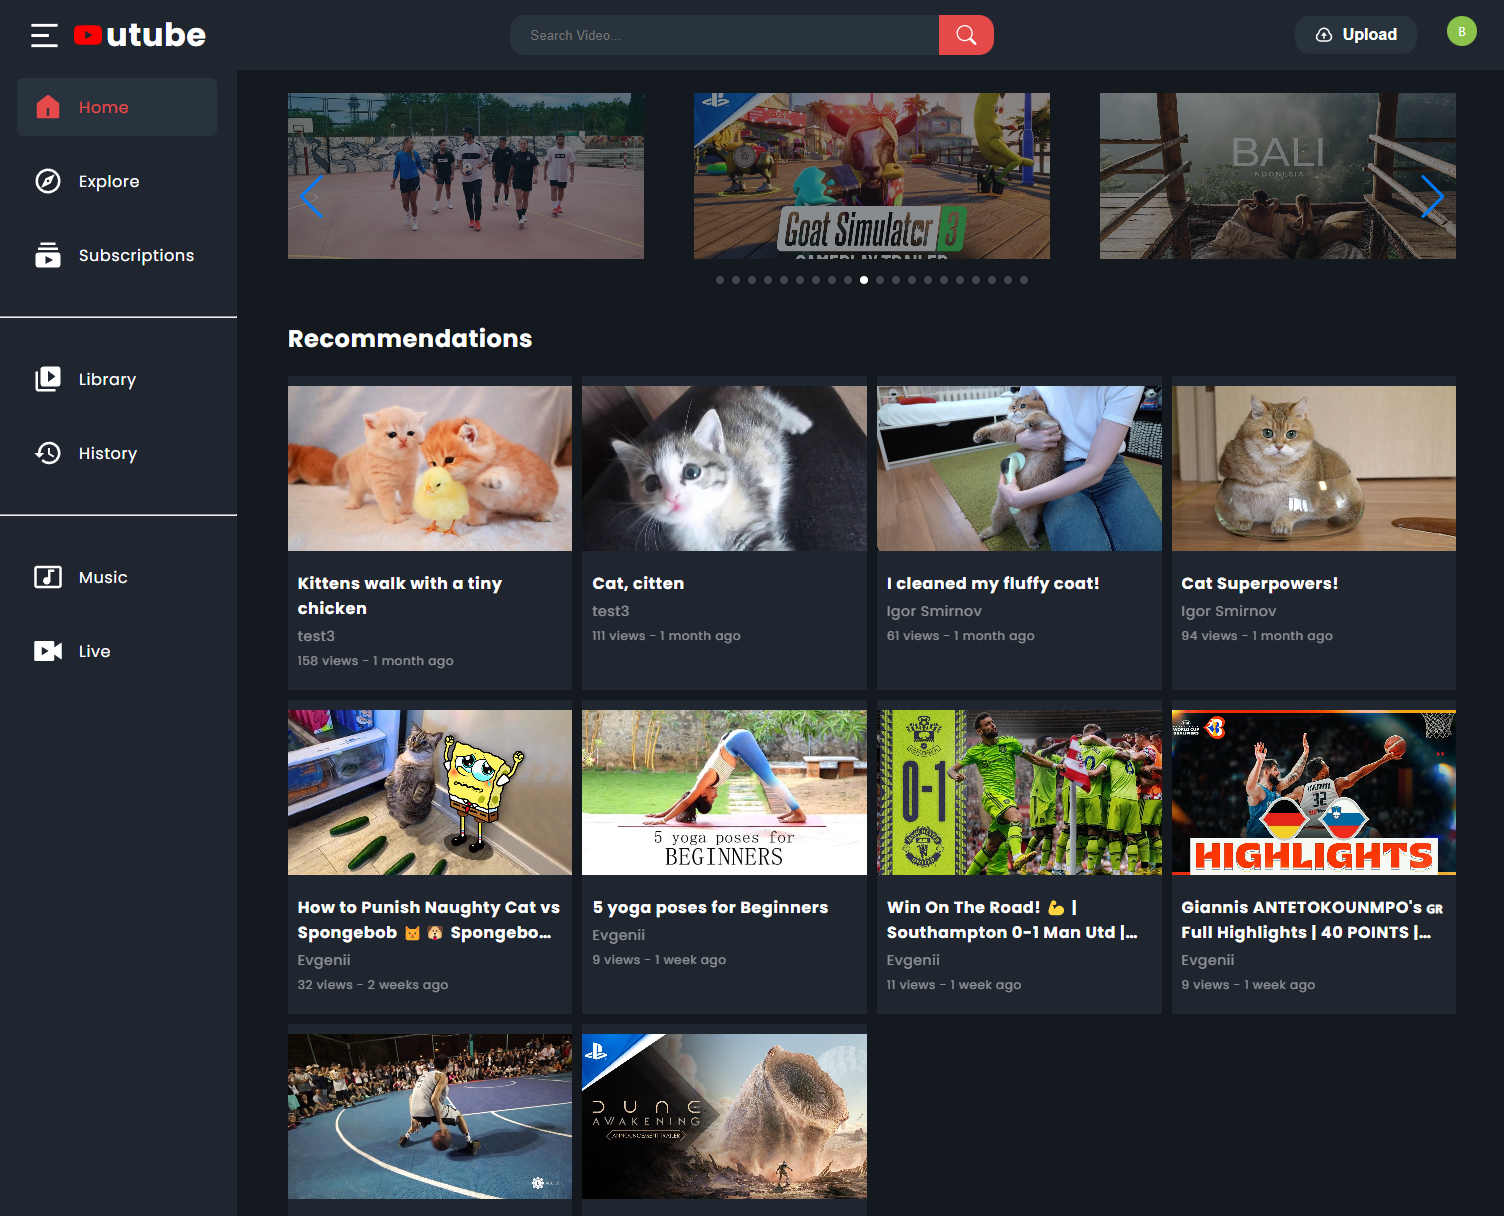 utube
Search Video...
Upload
B
Home
Explore
Subscriptions
Library
History
Music
Live
Goat Simulator 3
GAMEPLAY TRAILER
BALI
INDONESIA
Recommendations
Kittens walk with a tiny
chicken
test3
158 views - 1 month ago
Cat, citten
test3
111 views - 1 month ago
I cleaned my fluffy coat!
Igor Smirnov
61 views - 1 month ago
Cat Superpowers!
Igor Smirnov
94 views - 1 month ago
5 yoga poses for
BEGINNERS
0-1
UNITED
32
HIGHLIGHTS
How to Punish Naughty Cat vs
Spongebob 😼 🙀 Spongebo...
Evgenii
32 views - 2 weeks ago
5 yoga poses for Beginners
Evgenii
9 views - 1 week ago
Win On The Road! 💪 |
Southampton 0-1 Man Utd |...
Evgenii
11 views - 1 week ago
Giannis ANTETOKOUNMPO's GR
Full Highlights | 40 POINTS |...
Evgenii
9 views - 1 week ago
DUNE
AWAKENING
ANNOUNCEMENT TRAILER